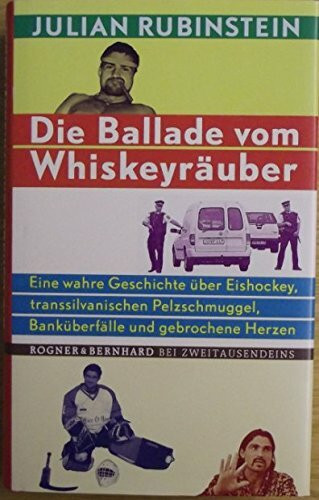 JULIAN RUBINSTEIN
Die Ballade vom
Whiskeyräuber
Eine wahre Geschichte über Eishockey,
transsilvanischen Pelzschmuggel,
Banküberfälle und gebrochene Herzen
ROGNER & BERNHARD BEI ZWEITAUSENDEINS